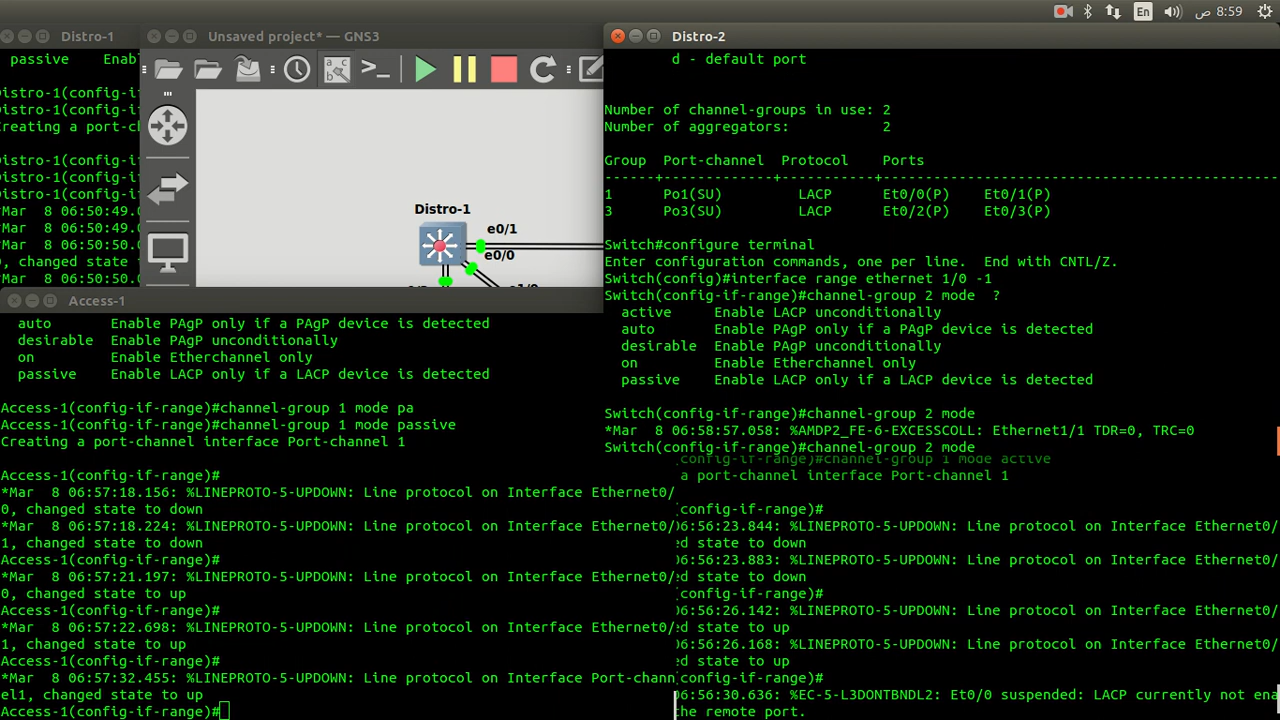 En
8:59 ص
Distro-1
passive    Enab
Distro-1(config-if
Distro-1(config-if
Creating a port-ch
Distro-1(config-if
Distro-1(config-if
Distro-1(config-if
*Mar  8 06:50:49.0
*Mar  8 06:50:49.0
*Mar  8 06:50:50.0
, changed state
*Mar  8 06:50:50.
Unsaved project* — GNS3
Distro-1
e0/1
e0/0
Distro-2
d - default port
Number of channel-groups in use: 2
Number of aggregators:           2
Group  Port-channel  Protocol    Ports
------+-------------+-----------+-----------------------------------------------
1      Po1(SU)         LACP      Et0/0(P)    Et0/1(P)
3      Po3(SU)         LACP      Et0/2(P)    Et0/3(P)
Switch#configure terminal
Enter configuration commands, one per line.  End with CNTL/Z.
Switch(config)#interface range ethernet 1/0 -1
Switch(config-if-range)#channel-group 2 mode  ?
active     Enable LACP unconditionally
auto       Enable PAgP only if a PAgP device is detected
desirable  Enable PAgP unconditionally
on         Enable Etherchannel only
passive    Enable LACP only if a LACP device is detected
Switch(config-if-range)#channel-group 2 mode
*Mar  8 06:58:57.058: %AMDP2_FE-6-EXCESSCOLL: Ethernet1/1 TDR=0, TRC=0
Switch(config-if-range)#channel-group 2 mode
Access-1
auto       Enable PAgP only if a PAgP device is detected
desirable  Enable PAgP unconditionally
on         Enable Etherchannel only
passive    Enable LACP only if a LACP device is detected
Access-1(config-if-range)#channel-group 1 mode pa
Access-1(config-if-range)#channel-group 1 mode passive
Creating a port-channel interface Port-channel 1
Access-1(config-if-range)#
*Mar  8 06:57:18.156: %LINEPROTO-5-UPDOWN: Line protocol on Interface Ethernet0/
0, changed state to down
*Mar  8 06:57:18.224: %LINEPROTO-5-UPDOWN: Line protocol on Interface Ethernet0/
1, changed state to down
Access-1(config-if-range)#
*Mar  8 06:57:21.197: %LINEPROTO-5-UPDOWN: Line protocol on Interface Ethernet0/
0, changed state to up
Access-1(config-if-range)#
*Mar  8 06:57:22.698: %LINEPROTO-5-UPDOWN: Line protocol on Interface Ethernet0/
1, changed state to up
Access-1(config-if-range)#
*Mar  8 06:57:32.455: %LINEPROTO-5-UPDOWN: Line protocol on Interface Port-chann
el1, changed state to up
Access-1(config-if-range)#
(config-if-range)#channel-group 1 mode active
a port-channel interface Port-channel 1
(config-if-range)#
06:56:23.844: %LINEPROTO-5-UPDOWN: Line protocol on Interface Ethernet0/
ed state to down
06:56:23.883: %LINEPROTO-5-UPDOWN: Line protocol on Interface Ethernet0/
ed state to down
(config-if-range)#
06:56:26.142: %LINEPROTO-5-UPDOWN: Line protocol on Interface Ethernet0/
ed state to up
06:56:26.168: %LINEPROTO-5-UPDOWN: Line protocol on Interface Ethernet0/
ed state to up
(config-if-range)#
06:56:30.636: %EC-5-L3DONTBNDL2: Et0/0 suspended: LACP currently not ena
the remote port.